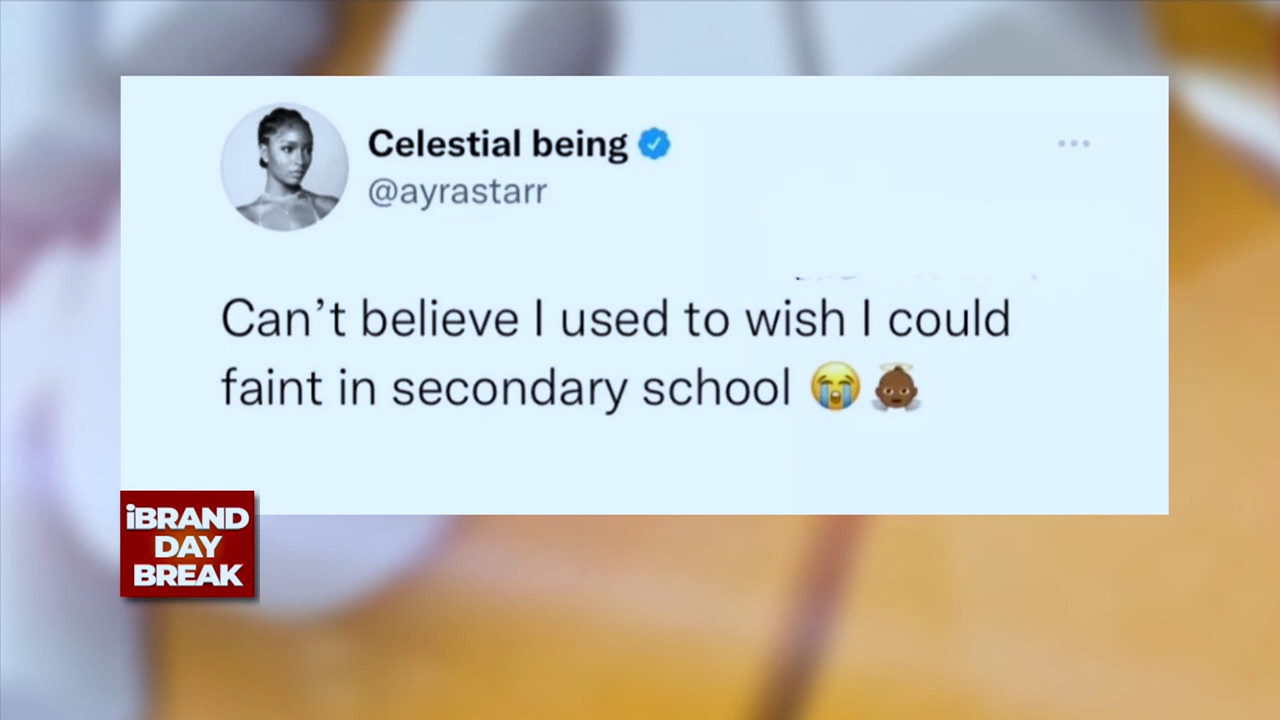 Celestial being
@ayrastarr
Can't believe I used to wish I could
faint in secondary school 😭👼🏾
iBRAND
DAY
BREAK